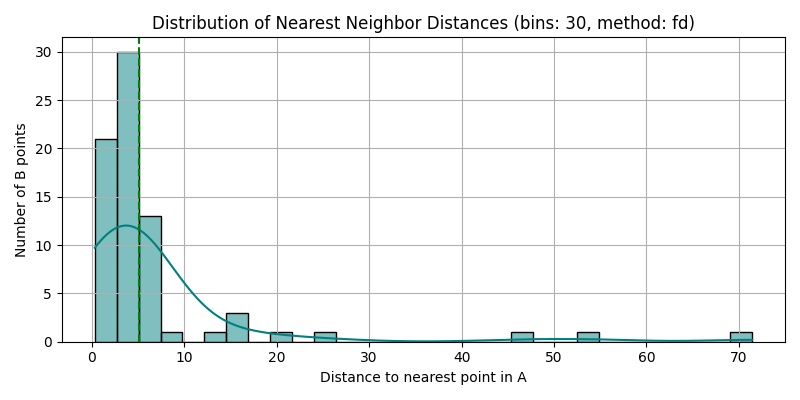 Distribution of Nearest Neighbor Distances (bins: 30, method: fd)
30
25
20
15
10
5
0
Number of B points
0 10 20 30 40 50 60 70
Distance to nearest point in A